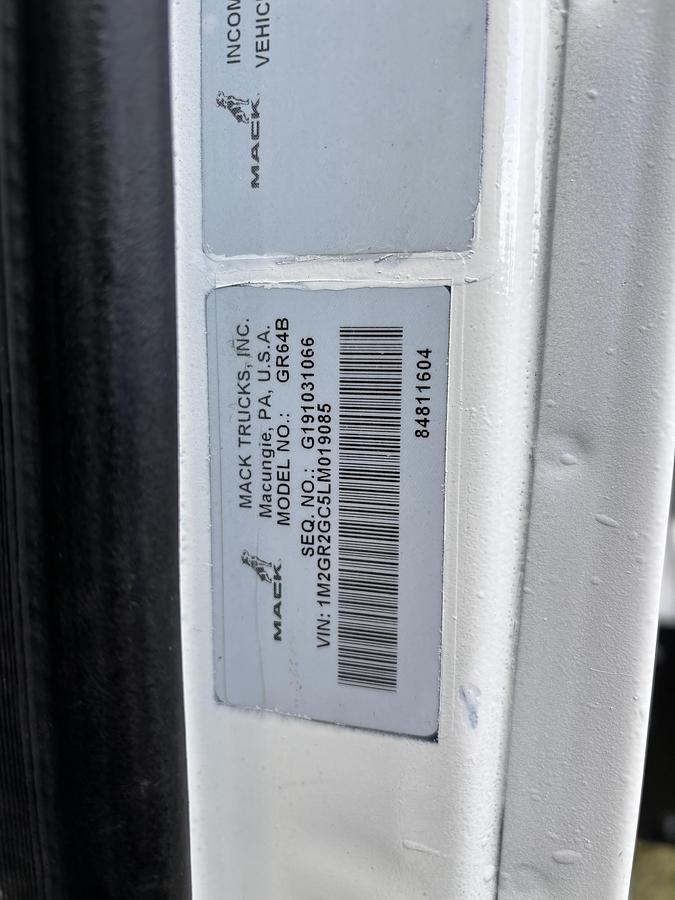 INCOM
VEHIC
MACK
MACK TRUCKS, INC.
Macungie, PA, U.S.A.
MODEL NO.: GR64B
SEQ. NO.: G191031066
MACK
VIN: 1M2GR2GC5LM019085
84811604